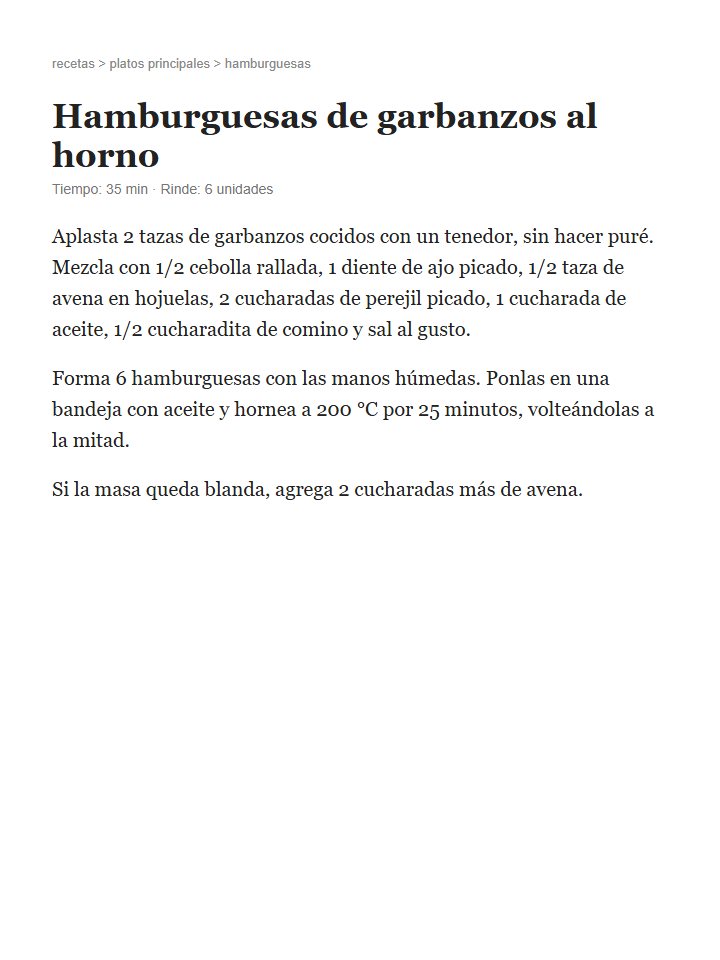 recetas > platos principales > hamburguesas
Hamburguesas de garbanzos al
horno
Tiempo: 35 min · Rinde: 6 unidades
Aplasta 2 tazas de garbanzos cocidos con un tenedor, sin hacer puré.
Mezcla con 1/2 cebolla rallada, 1 diente de ajo picado, 1/2 taza de
avena en hojuelas, 2 cucharadas de perejil picado, 1 cucharada de
aceite, 1/2 cucharadita de comino y sal al gusto.
Forma 6 hamburguesas con las manos húmedas. Ponlas en una
bandeja con aceite y hornea a 200 °C por 25 minutos, volteándolas a
la mitad.
Si la masa queda blanda, agrega 2 cucharadas más de avena.